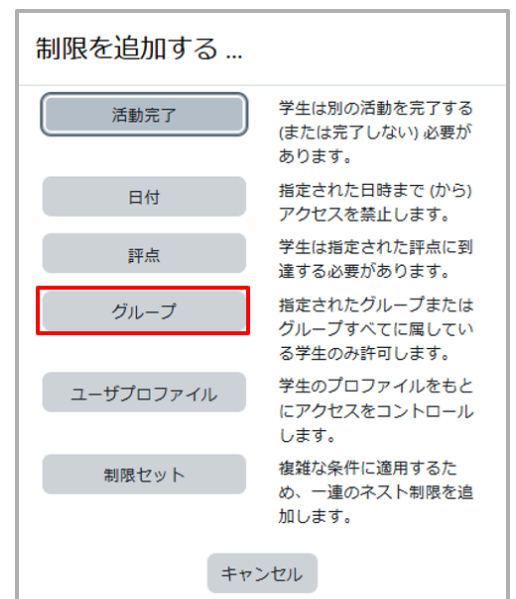 制限を追加する ...
活動完了
学生は別の活動を完了する
(または完了しない) 必要が
あります。
日付
指定された日時まで (から)
アクセスを禁止します。
評点
学生は指定された評点に到
達する必要があります。
グループ
指定されたグループまたは
グループすべてに属してい
る学生のみ許可します。
ユーザプロファイル
学生のプロファイルをもと
にアクセスをコントロール
します。
制限セット
複雑な条件に適用するた
め、一連のネスト制限を追
加します。
キャンセル